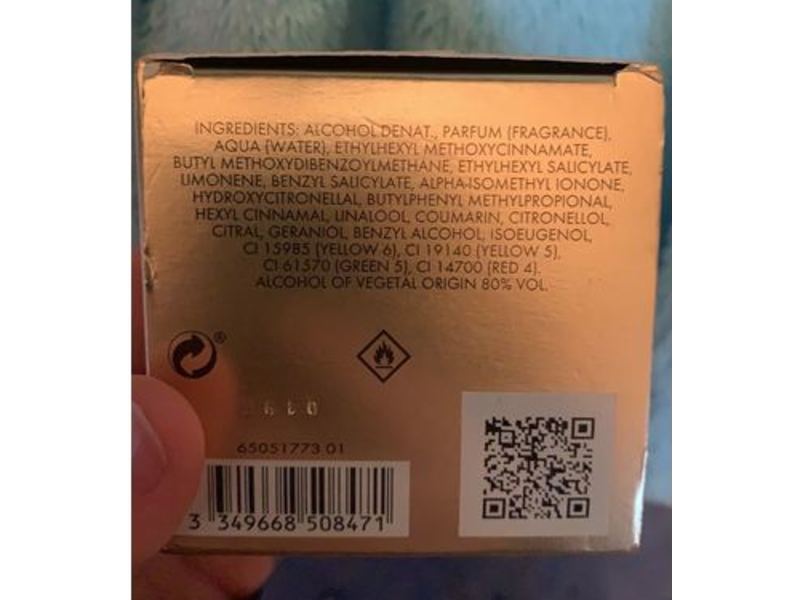 INGREDIENTS: ALCOHOL DENAT., PARFUM (FRAGRANCE),
AQUA (WATER), ETHYLHEXYL METHOXYCINNAMATE,
BUTYL METHOXYDIBENZOYLMETHANE, ETHYLHEXYL SALICYLATE,
LIMONENE, BENZYL SALICYLATE, ALPHA-ISOMETHYL IONONE,
HYDROXYCITRONELLAL, BUTYLPHENYL METHYLPROPIONAL,
HEXYL CINNAMAL, LINALOOL, COUMARIN, CITRONELLOL,
CITRAL, GERANIOL, BENZYL ALCOHOL, ISOEUGENOL,
CI 15985 (YELLOW 6), CI 19140 (YELLOW 5),
CI 61570 (GREEN 5), CI 14700 (RED 4).
ALCOHOL OF VEGETAL ORIGIN 80% VOL.
®
65051773 01
3 349668 508471